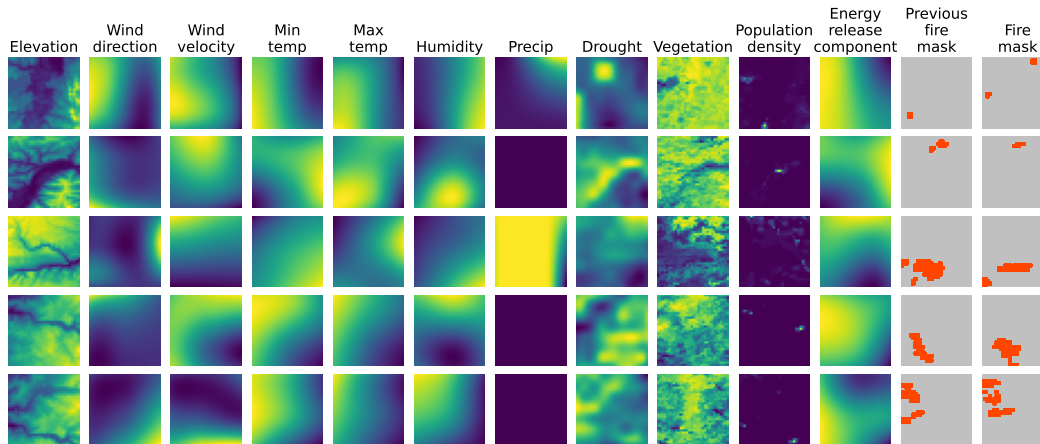 Elevation
Wind
direction
Wind
velocity
Min
temp
Max
temp
Humidity
Precip
Drought
Vegetation
Population
density
Energy
release
component
Previous
fire
mask
Fire
mask